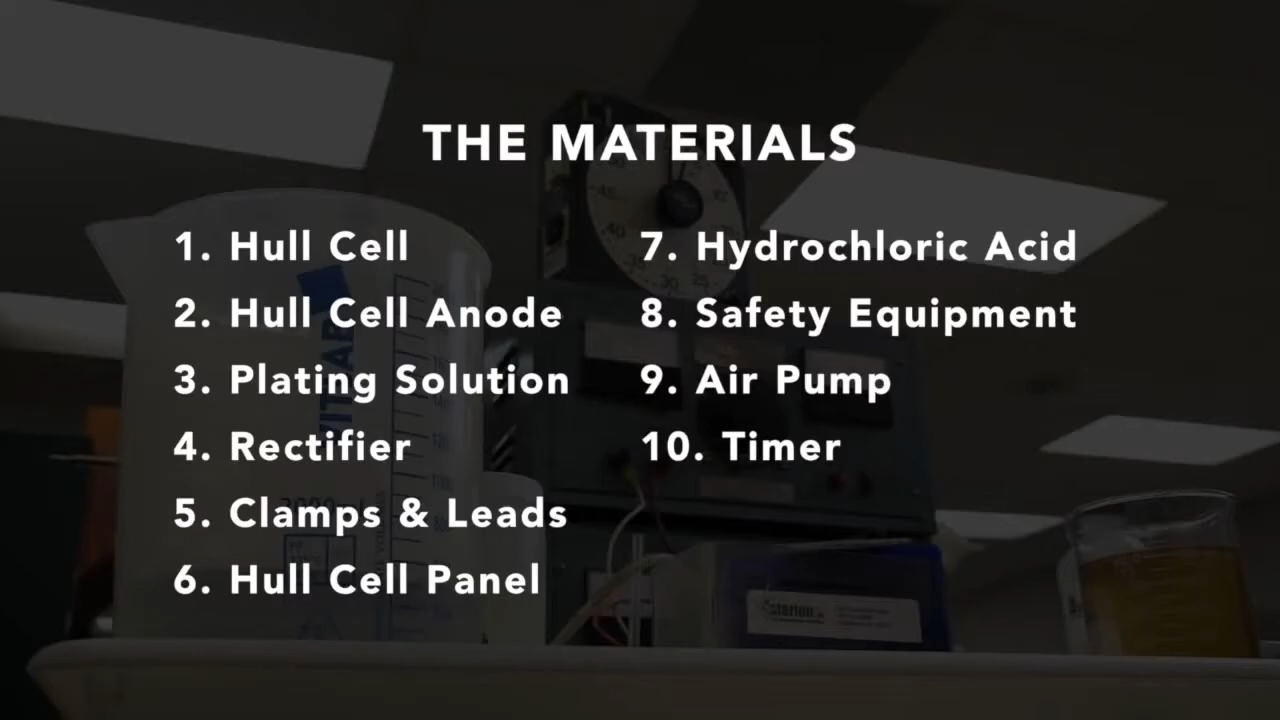 THE MATERIALS
1. Hull Cell
2. Hull Cell Anode
3. Plating Solution
4. Rectifier
5. Clamps & Leads
6. Hull Cell Panel
7. Hydrochloric Acid
8. Safety Equipment
9. Air Pump
10. Timer